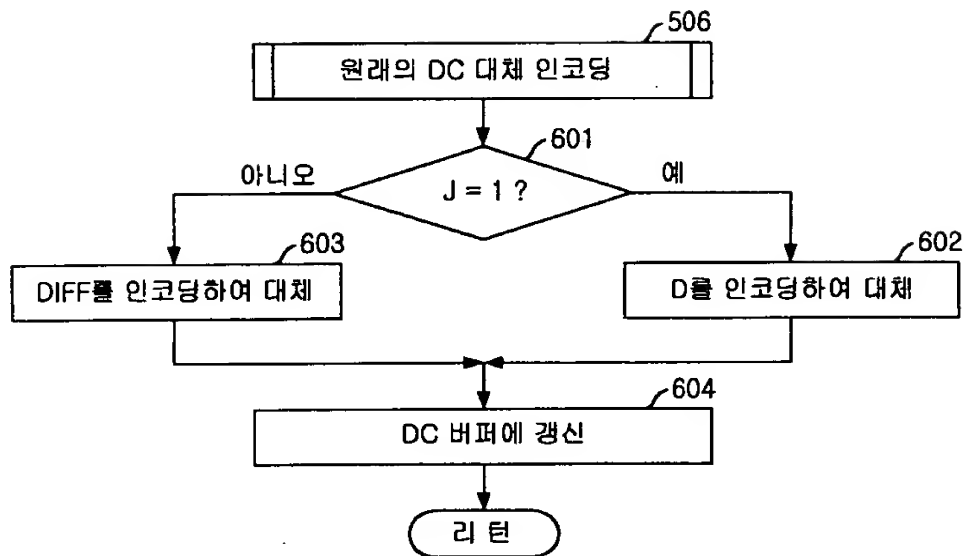 506
원래의 DC 대체 인코딩
601
아니오
J = 1 ?
예
603
602
DIFF를 인코딩하여 대체
D를 인코딩하여 대체
604
DC 버퍼에 갱신
리 턴